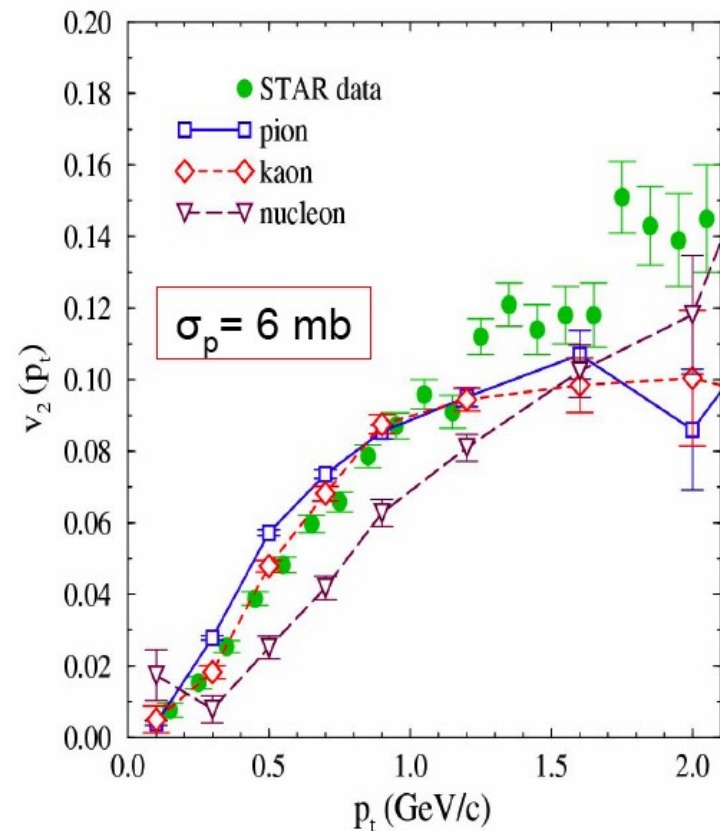 0.20
0.18
0.16
0.14
0.12
0.10
0.08
0.06
0.04
0.02
0.00
v₂ (pₜ)
STAR data
pion
kaon
nucleon
σₚ= 6 mb
0.0 0.5 1.0 1.5 2.0
pₜ (GeV/c)